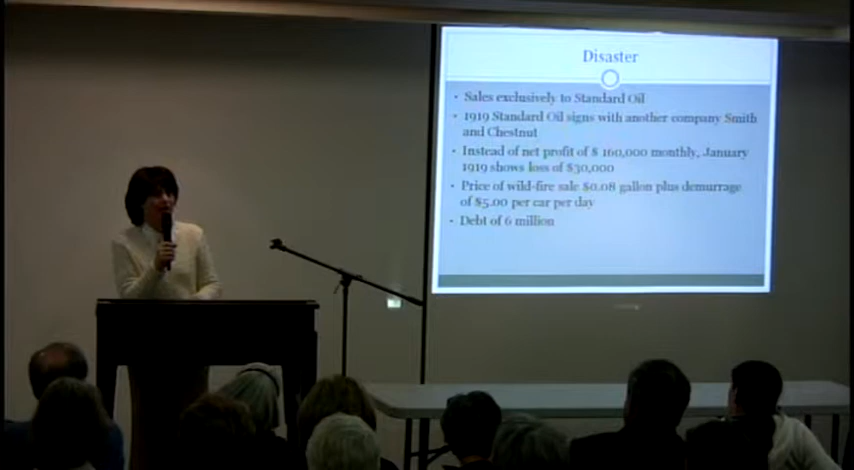 Disaster
• Sales exclusively to Standard Oil
• 1919 Standard Oil signs with another company Smith
and Chestnut
• Instead of net profit of $ 160,000 monthly, January
1919 shows loss of $30,000
• Price of wild-fire sale $0.08 gallon plus demurrage
of $5.00 per car per day
• Debt of 6 million